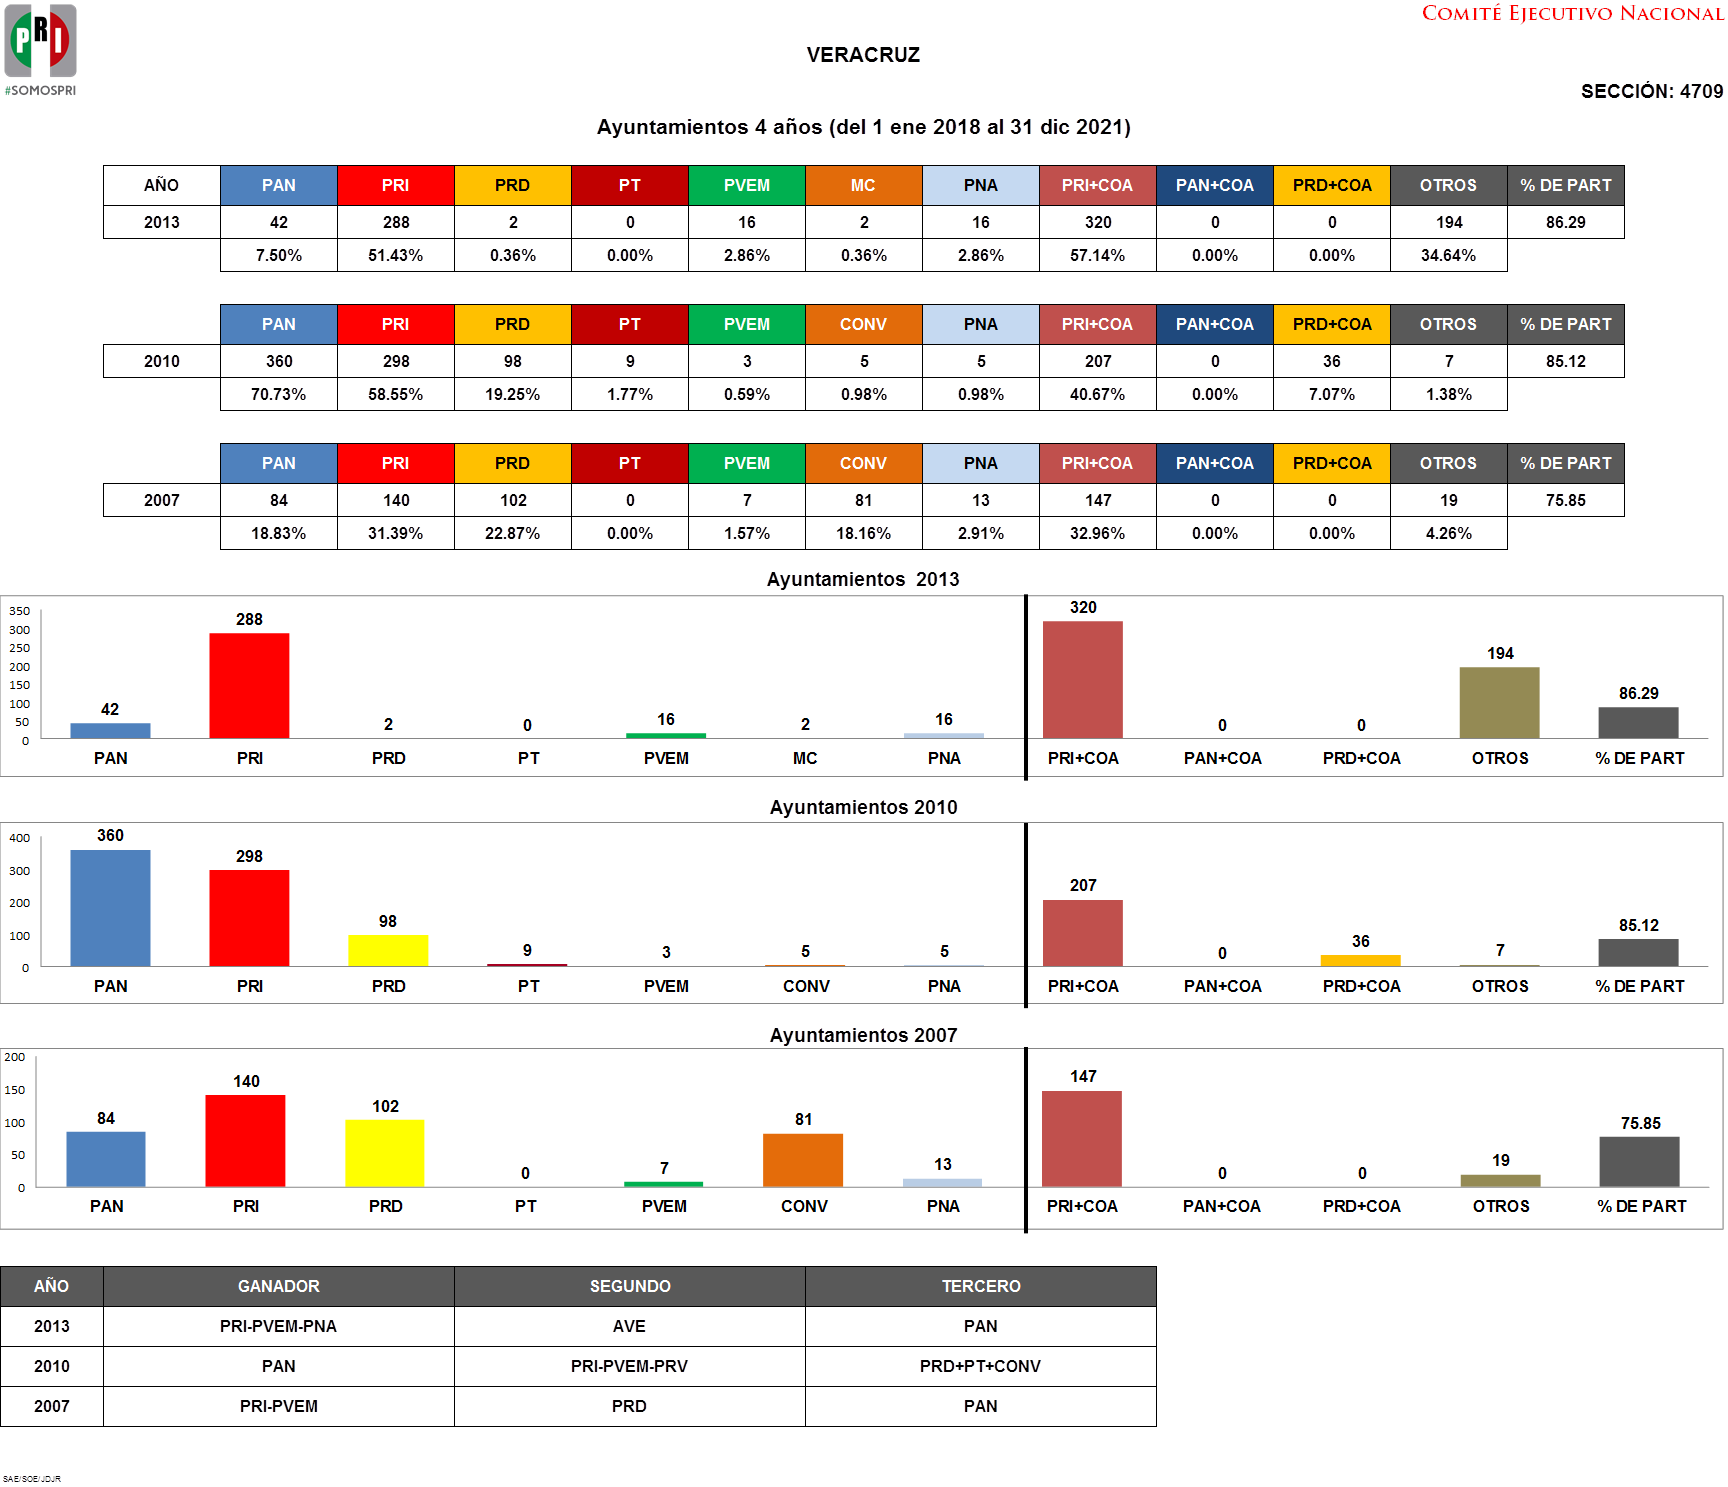 PRI
#SOMOSPRI
COMITÉ EJECUTIVO NACIONAL
VERACRUZ
SECCIÓN: 4709
Ayuntamientos 4 años (del 1 ene 2018 al 31 dic 2021)
AÑO PAN PRI PRD PT PVEM MC PNA PRI+COA PAN+COA PRD+COA OTROS % DE PART
2013 42 288 2 0 16 2 16 320 0 0 194 86.29
7.50% 51.43% 0.36% 0.00% 2.86% 0.36% 2.86% 57.14% 0.00% 0.00% 34.64%
PAN PRI PRD PT PVEM CONV PNA PRI+COA PAN+COA PRD+COA OTROS % DE PART
2010 360 298 98 9 3 5 5 207 0 36 7 85.12
70.73% 58.55% 19.25% 1.77% 0.59% 0.98% 0.98% 40.67% 0.00% 7.07% 1.38%
PAN PRI PRD PT PVEM CONV PNA PRI+COA PAN+COA PRD+COA OTROS % DE PART
2007 84 140 102 0 7 81 13 147 0 0 19 75.85
18.83% 31.39% 22.87% 0.00% 1.57% 18.16% 2.91% 32.96% 0.00% 0.00% 4.26%
Ayuntamientos 2013
350
300
250
200
150
100
50
0
42 288 2 0 16 2 16 320 0 0 194 86.29
PAN PRI PRD PT PVEM MC PNA PRI+COA PAN+COA PRD+COA OTROS % DE PART
Ayuntamientos 2010
400
300
200
100
0
360 298 98 9 3 5 5 207 0 36 7 85.12
PAN PRI PRD PT PVEM CONV PNA PRI+COA PAN+COA PRD+COA OTROS % DE PART
Ayuntamientos 2007
200
150
100
50
0
84 140 102 0 7 81 13 147 0 0 19 75.85
PAN PRI PRD PT PVEM CONV PNA PRI+COA PAN+COA PRD+COA OTROS % DE PART
AÑO GANADOR SEGUNDO TERCERO
2013 PRI-PVEM-PNA AVE PAN
2010 PAN PRI-PVEM-PRV PRD+PT+CONV
2007 PRI-PVEM PRD PAN
SAE/SOE/JDJR